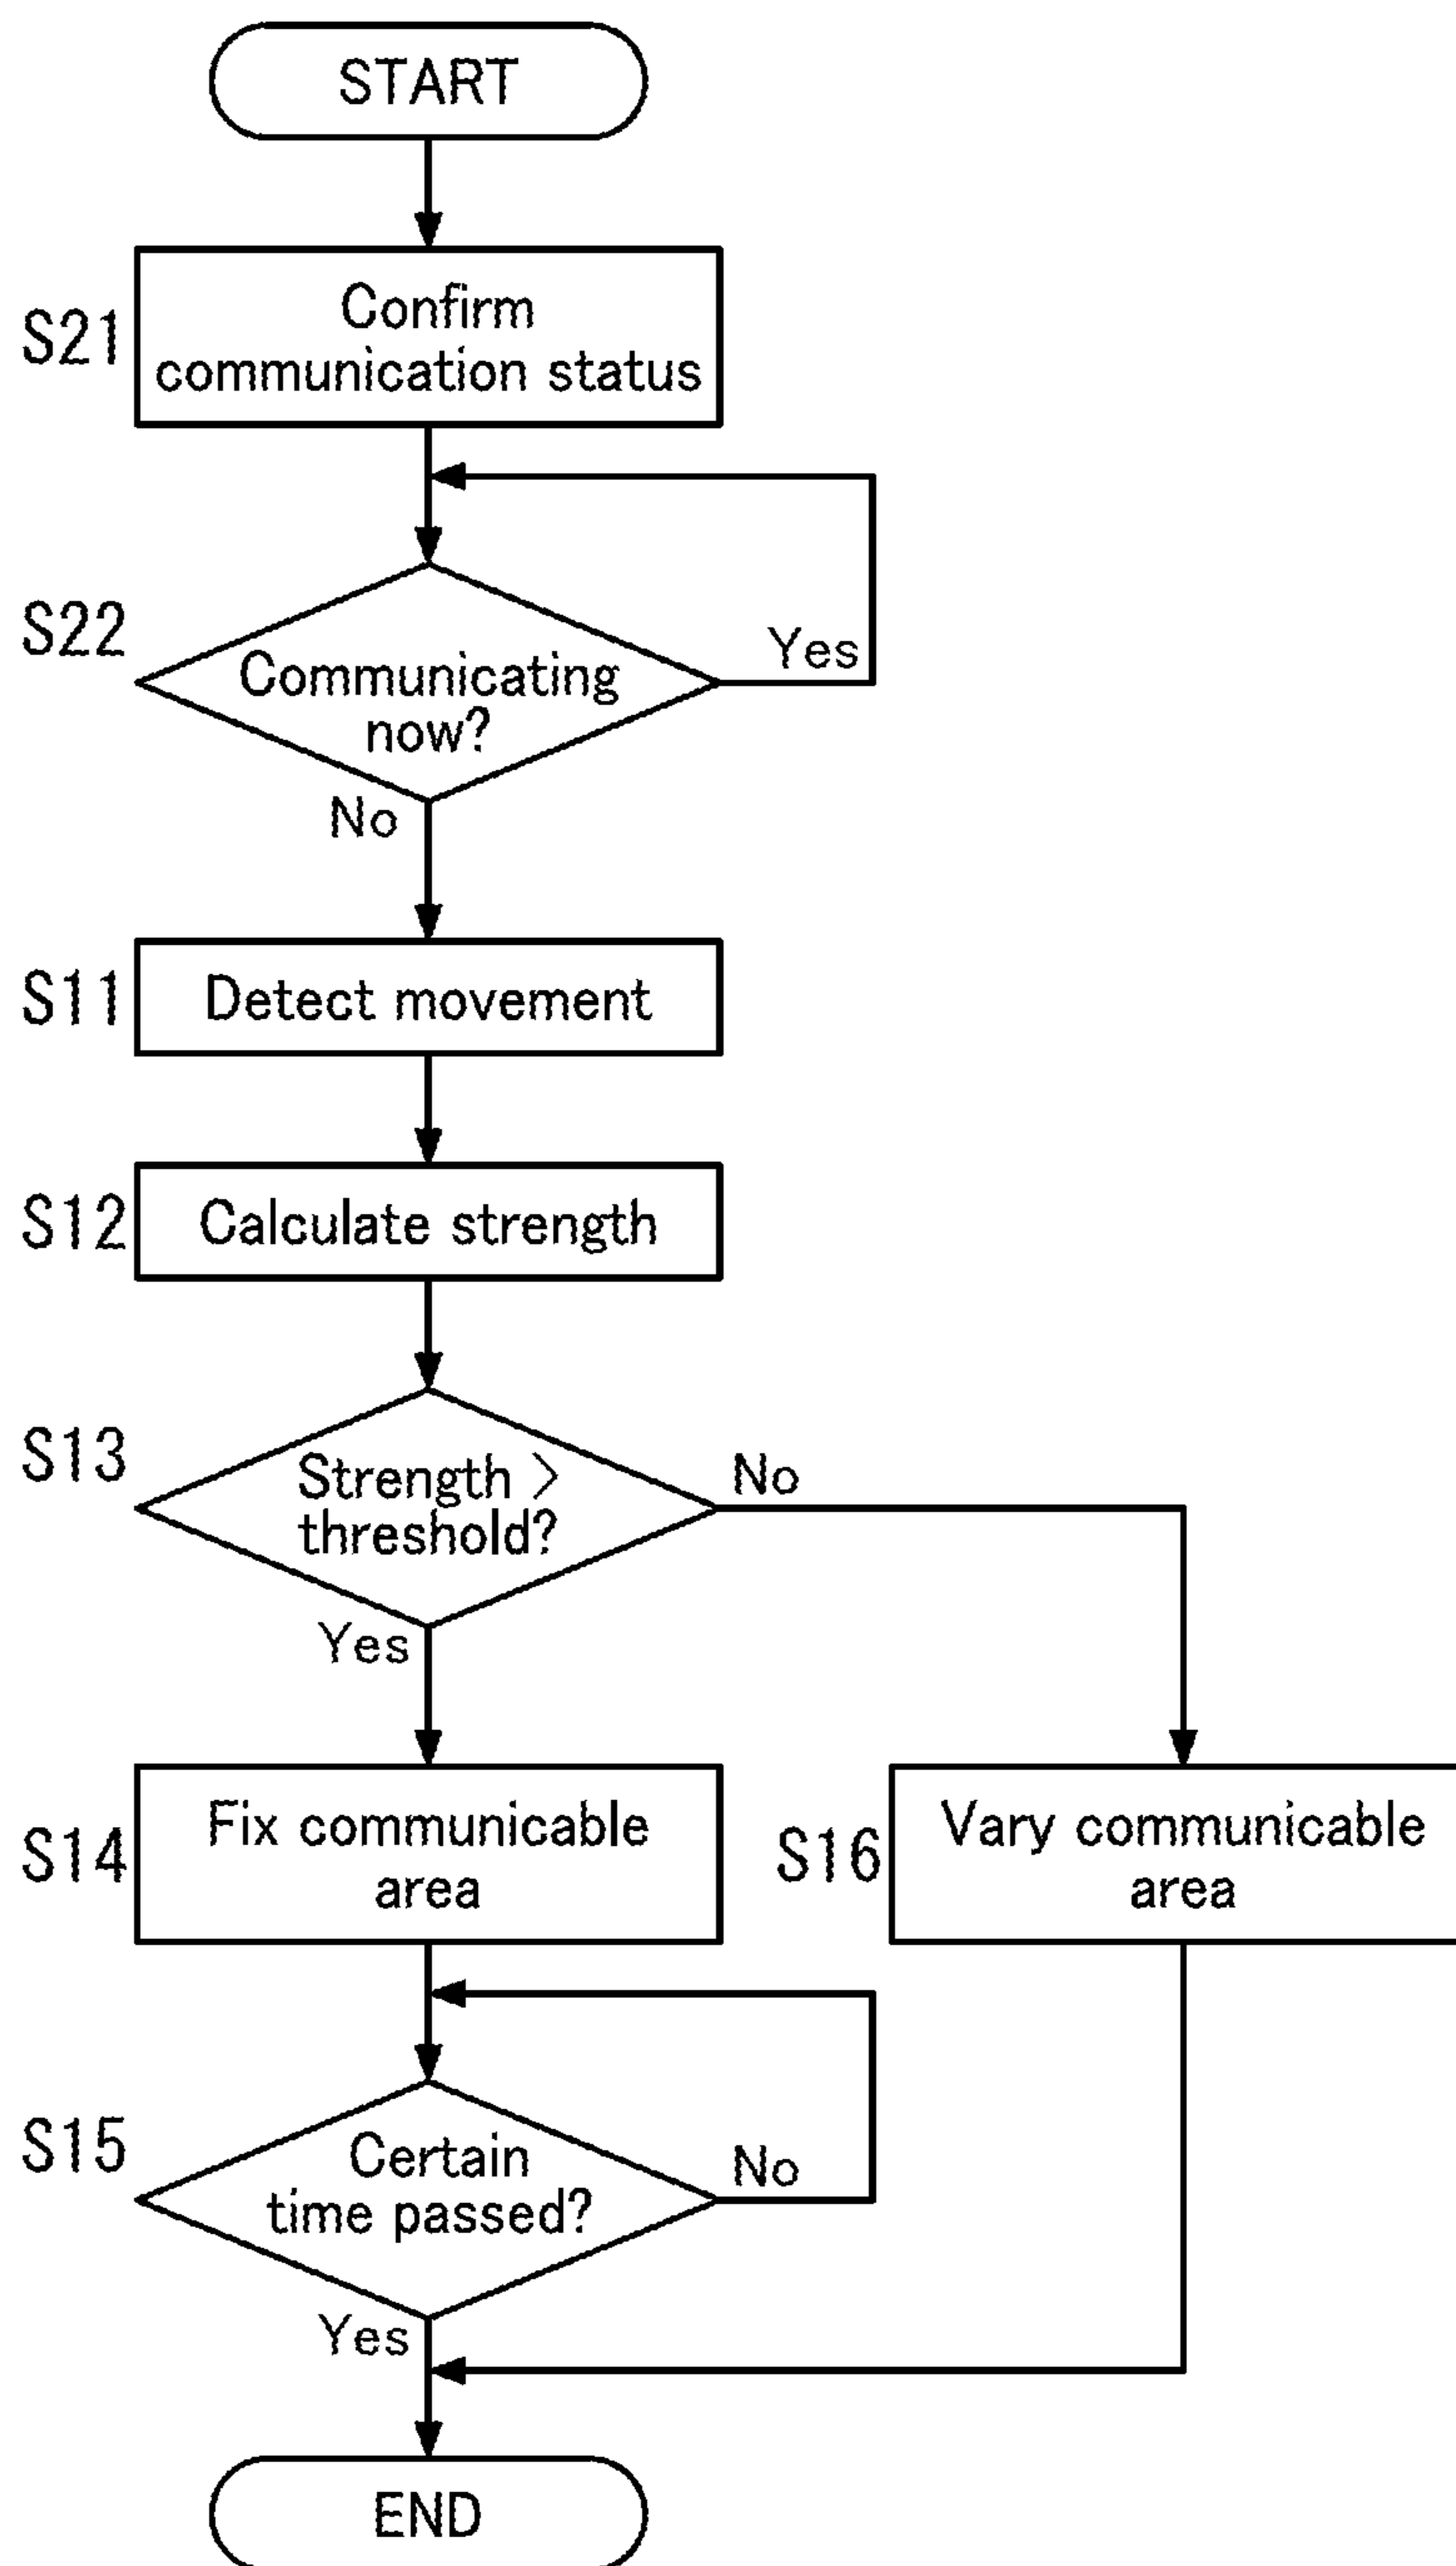 START
S21
Confirm
communication status
S22
Communicating
now?
Yes
No
S11
Detect movement
S12
Calculate strength
S13
Strength >
threshold?
No
Yes
S14
Fix communicable
area
S16
Vary communicable
area
S15
Certain
time passed?
No
Yes
END